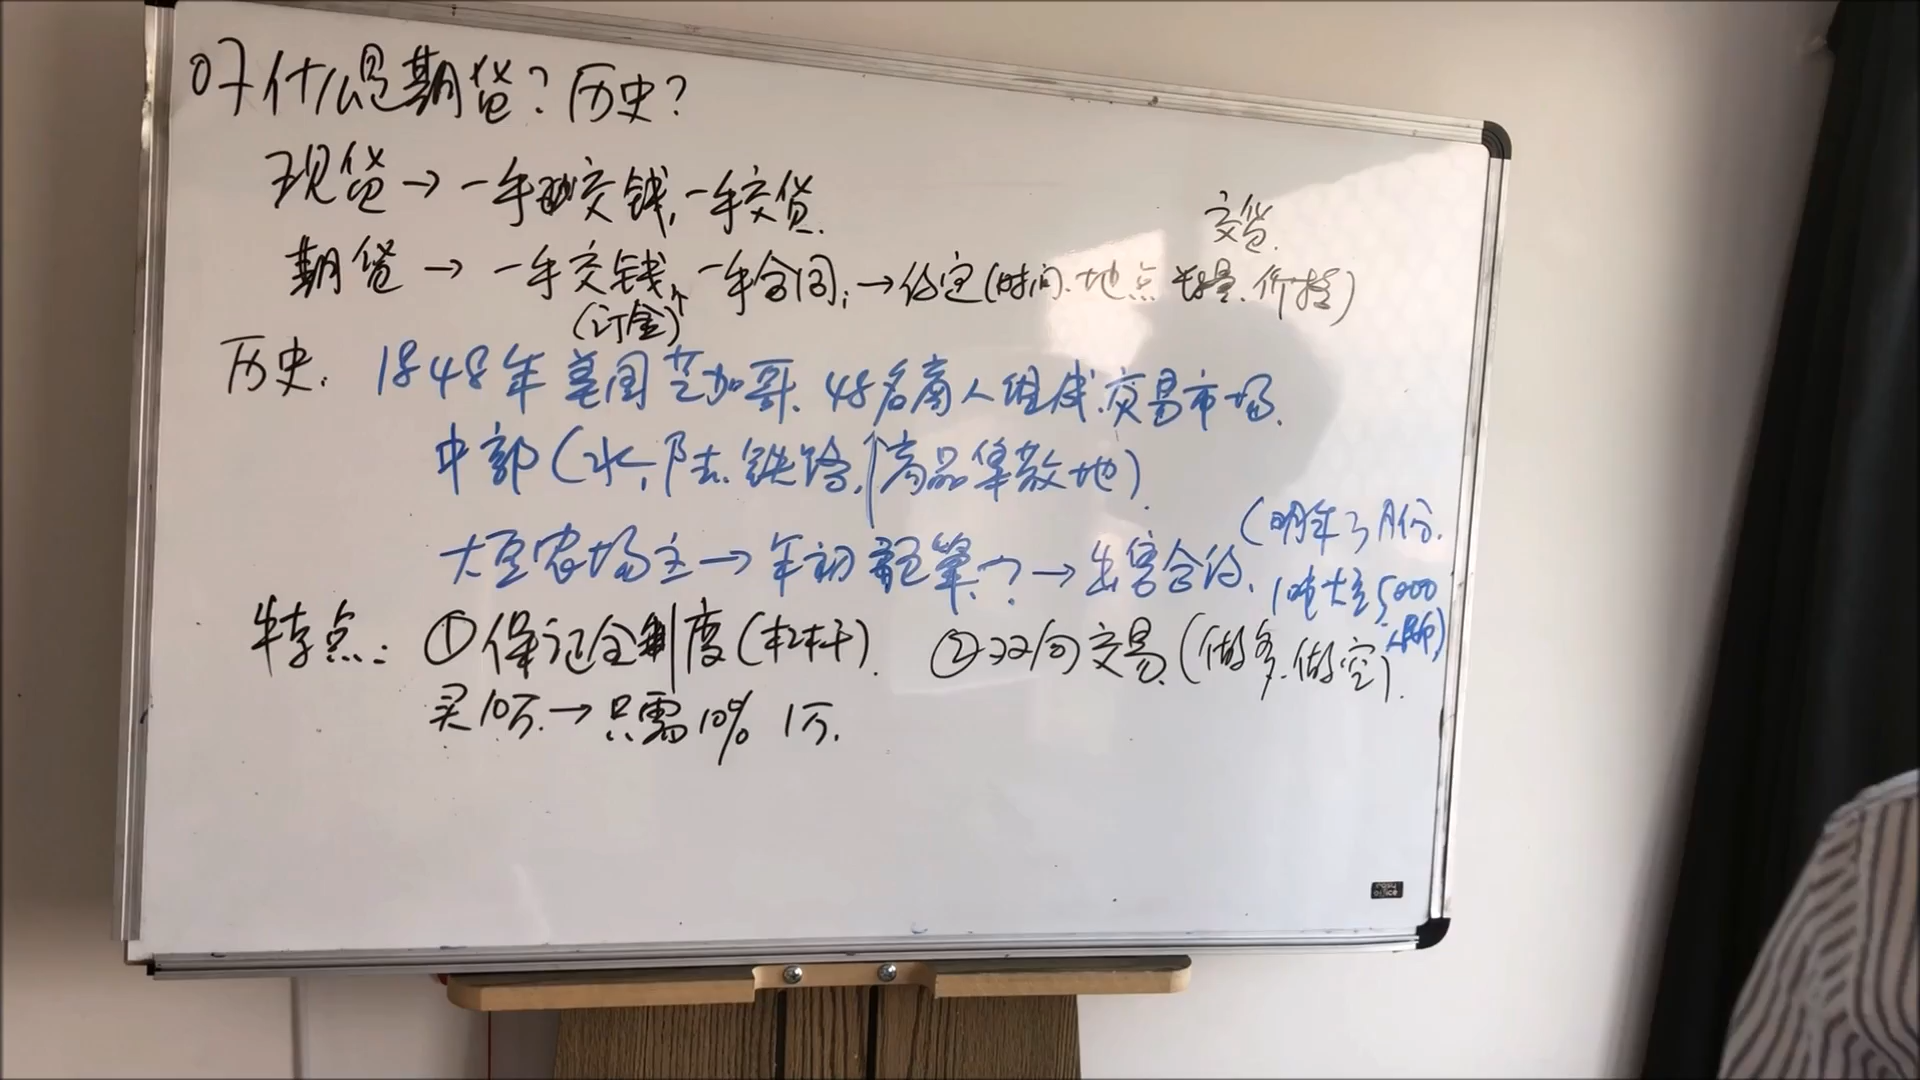 07什么是期货?历史?
现货→一手交钱,一手交货.
交货.
期货→一手交钱,一手合同;→约定(时间、地点 质量、价格)
(订金)
历史. 1848年美国芝加哥. 48名商人组成.交易市场.
中部(水,陆.铁路,商品集散地)
大豆农场主→年初 ?→出售合约.
(明年3月份.
1吨大豆5000
人民币)
特点: ①保证金制度(杠杆). ②双向交易.(做多.做空).
买10万.→只需10% 1万.